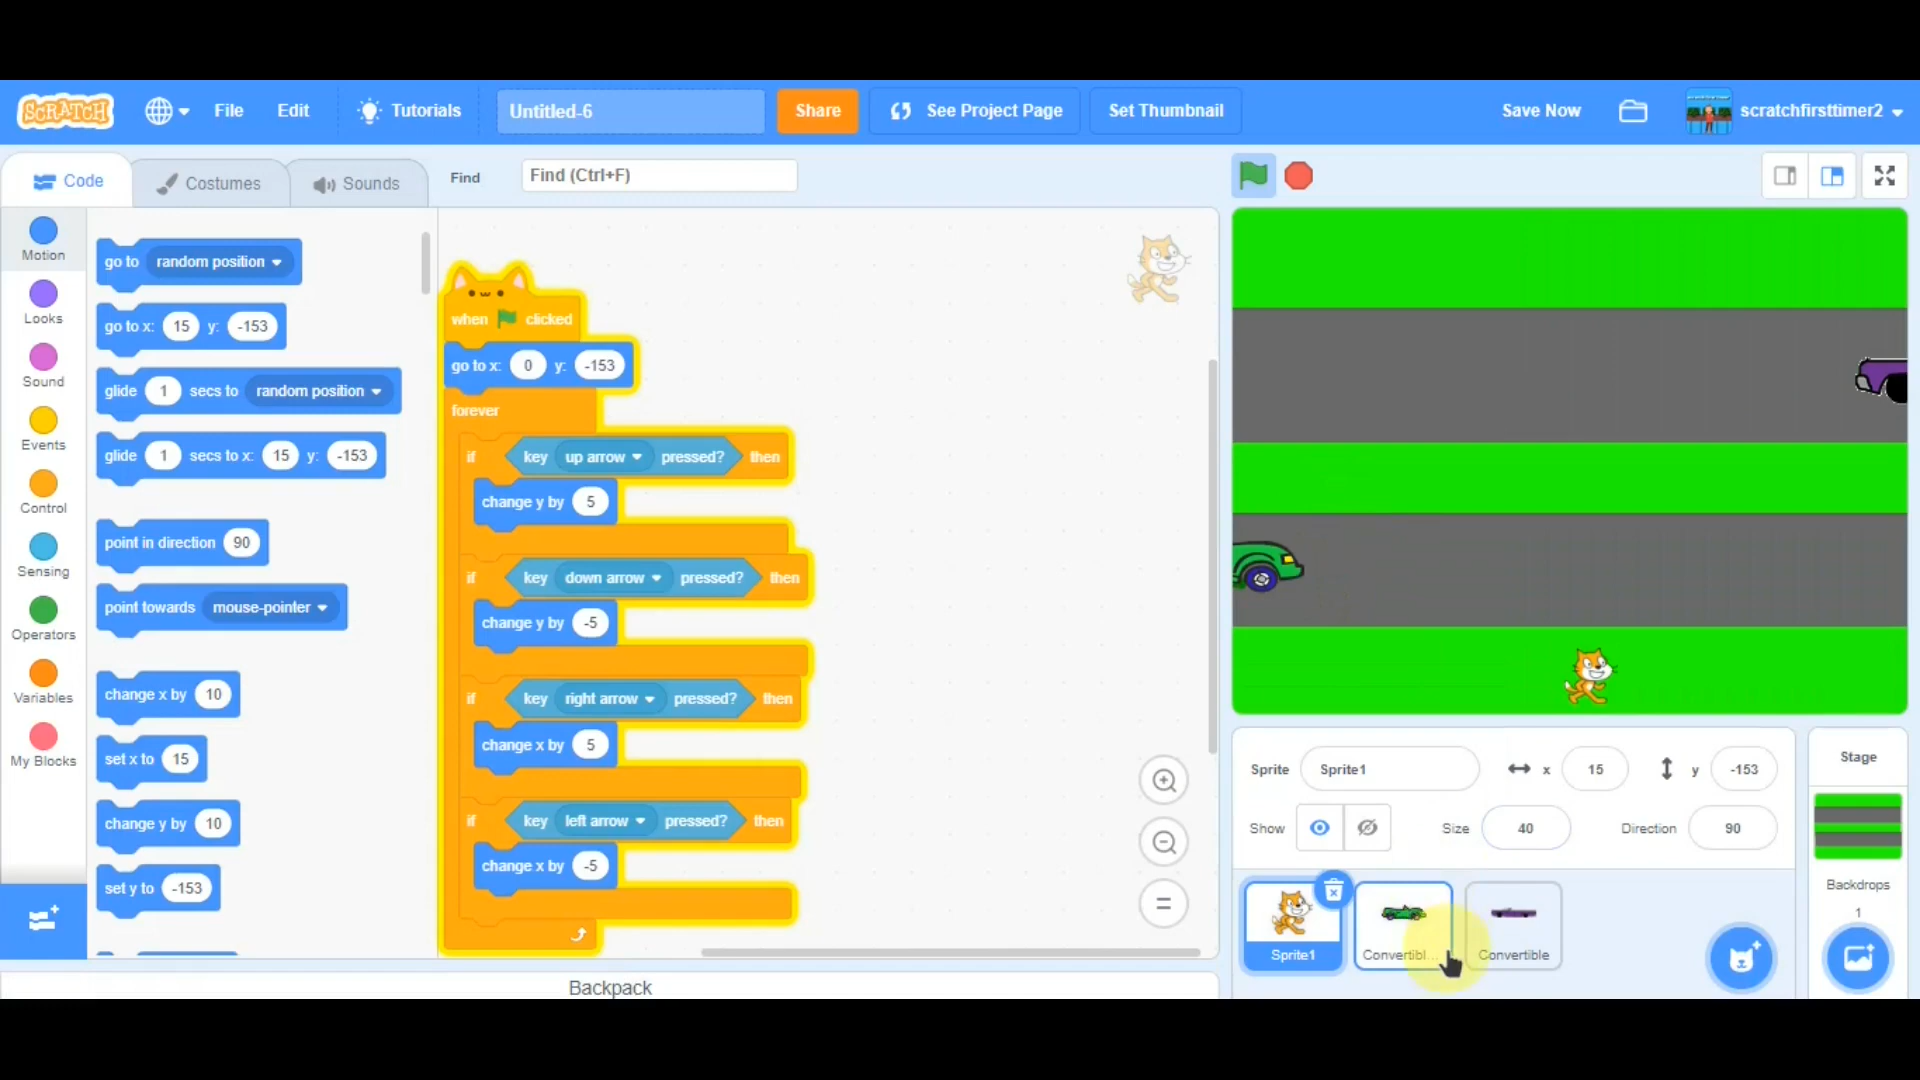 SCRATCH
File
Edit
Tutorials
Untitled-6
Share
See Project Page
Set Thumbnail
Save Now
scratchfirsttimer2
Code
Costumes
Sounds
Find
Find (Ctrl+F)
Motion
Looks
Sound
Events
Control
Sensing
Operators
Variables
My Blocks
go to random position
go to x: 15 y: -153
glide 1 secs to random position
glide 1 secs to x: 15 y: -153
point in direction 90
point towards mouse-pointer
change x by 10
set x to 15
change y by 10
set y to -153
when clicked
go to x: 0 y: -153
forever
if key up arrow pressed? then
change y by 5
if key down arrow pressed? then
change y by -5
if key right arrow pressed? then
change x by 5
if key left arrow pressed? then
change x by -5
Backpack
Sprite Sprite1 x 15 y -153
Show Size 40 Direction 90
Sprite1
Convertibl...
Convertible
Stage
Backdrops
1